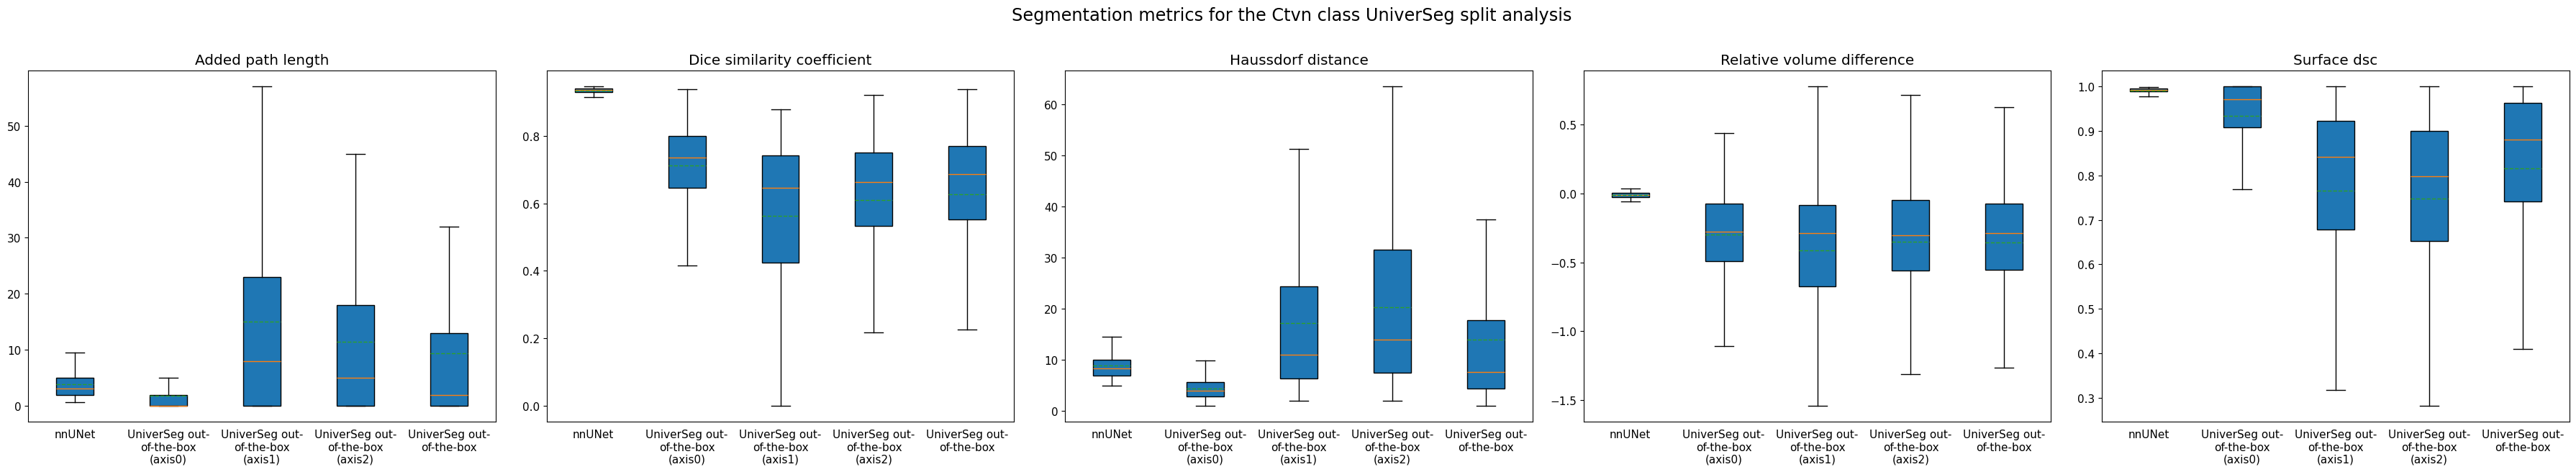 Segmentation metrics for the Ctvn class UniverSeg split analysis
Added path length
50
40
30
20
10
0
nnUNet
UniverSeg out-
of-the-box
(axis0)
UniverSeg out-
of-the-box
(axis1)
UniverSeg out-
of-the-box
(axis2)
UniverSeg out-
of-the-box
Dice similarity coefficient
0.8
0.6
0.4
0.2
0.0
nnUNet
UniverSeg out-
of-the-box
(axis0)
UniverSeg out-
of-the-box
(axis1)
UniverSeg out-
of-the-box
(axis2)
UniverSeg out-
of-the-box
Haussdorf distance
60
50
40
30
20
10
0
nnUNet
UniverSeg out-
of-the-box
(axis0)
UniverSeg out-
of-the-box
(axis1)
UniverSeg out-
of-the-box
(axis2)
UniverSeg out-
of-the-box
Relative volume difference
0.5
0.0
−0.5
−1.0
−1.5
nnUNet
UniverSeg out-
of-the-box
(axis0)
UniverSeg out-
of-the-box
(axis1)
UniverSeg out-
of-the-box
(axis2)
UniverSeg out-
of-the-box
Surface dsc
1.0
0.9
0.8
0.7
0.6
0.5
0.4
0.3
nnUNet
UniverSeg out-
of-the-box
(axis0)
UniverSeg out-
of-the-box
(axis1)
UniverSeg out-
of-the-box
(axis2)
UniverSeg out-
of-the-box